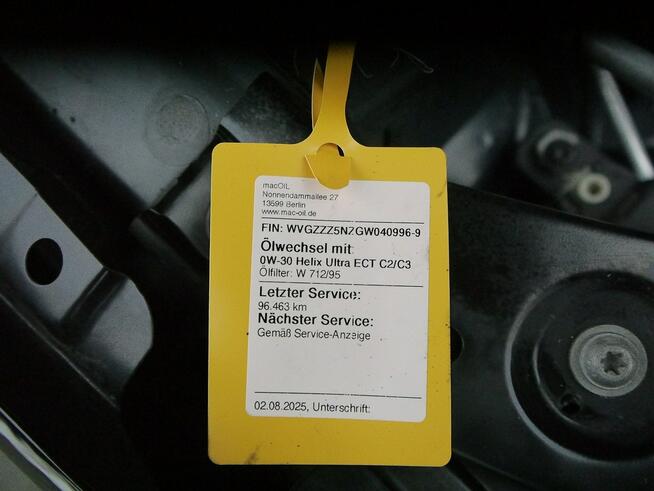 macOIL
Nonnendammallee 27
13599 Berlin
www.mac-oil.de
FIN: WVGZZZ5NZGW040996-9
Ölwechsel mit:
0W-30 Helix Ultra ECT C2/C3
Ölfilter: W 712/95
Letzter Service:
96.463 km
Nächster Service:
Gemäß Service-Anzeige
02.08.2025, Unterschrift: